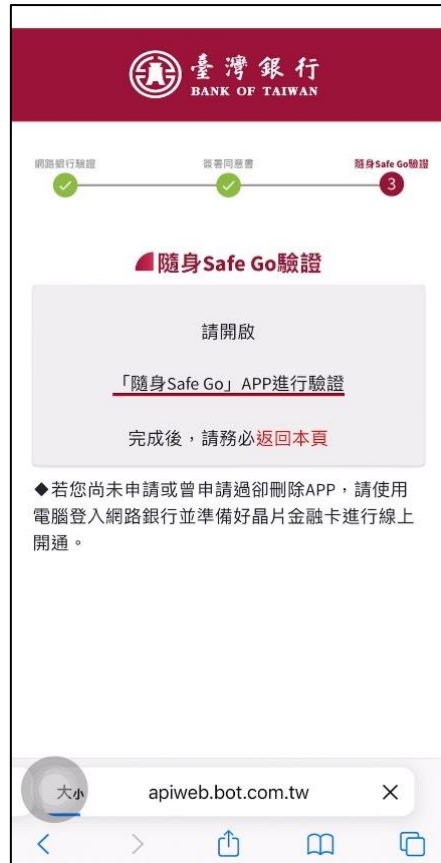 臺灣銀行
BANK OF TAIWAN
網路銀行驗證
簽署同意書
隨身Safe Go驗證
3
隨身Safe Go驗證
請開啟
「隨身Safe Go」APP進行驗證
完成後，請務必返回本頁
◆若您尚未申請或曾申請過卻刪除APP，請使用
電腦登入網路銀行並準備好晶片金融卡進行線上
開通。
大小
apiweb.bot.com.tw